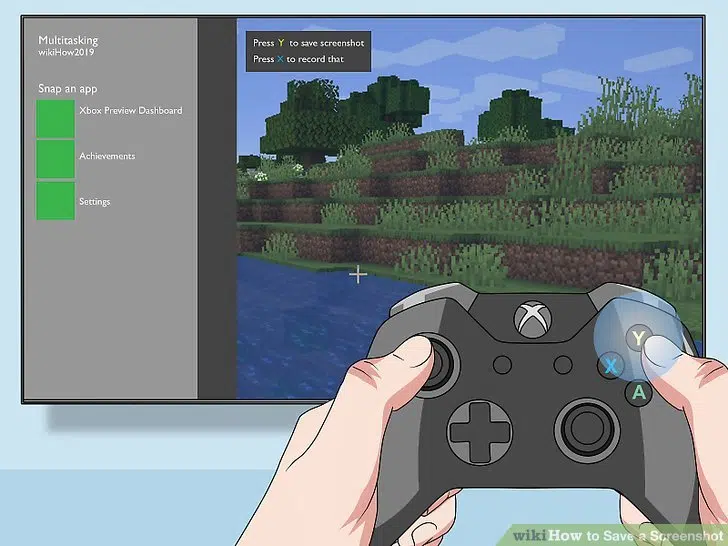 Multitasking
wikiHow2019
Snap an app
Xbox Preview Dashboard
Achievements
Settings
Press Y to save screenshot
Press X to record that
Y
X
A
wikiHow to Save a Screenshot